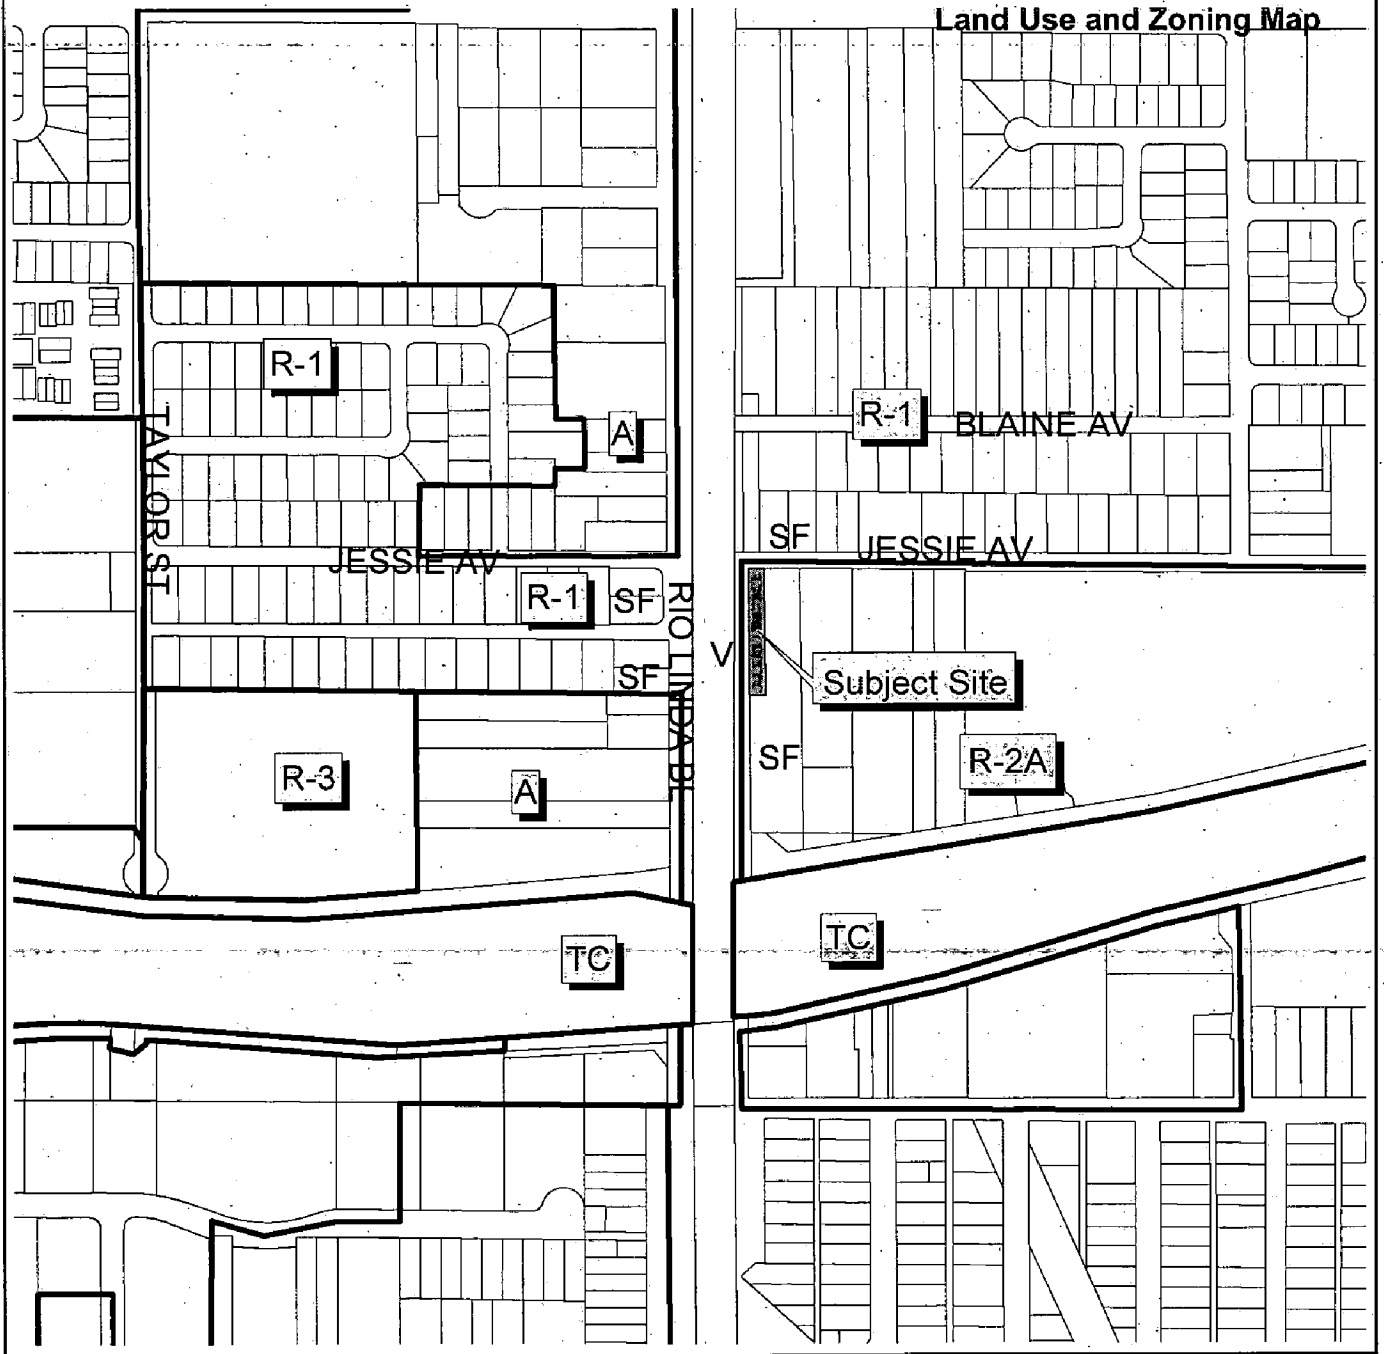 Land Use and Zoning Map
R-1
A
R-1
BLAINE AV
TAYLOR ST
SF
JESSIE AV
JESSIE AV
R-1
SF
RIO LINDA BL
V
SF
Subject Site
SF
R-2A
R-3
A
TC
TC